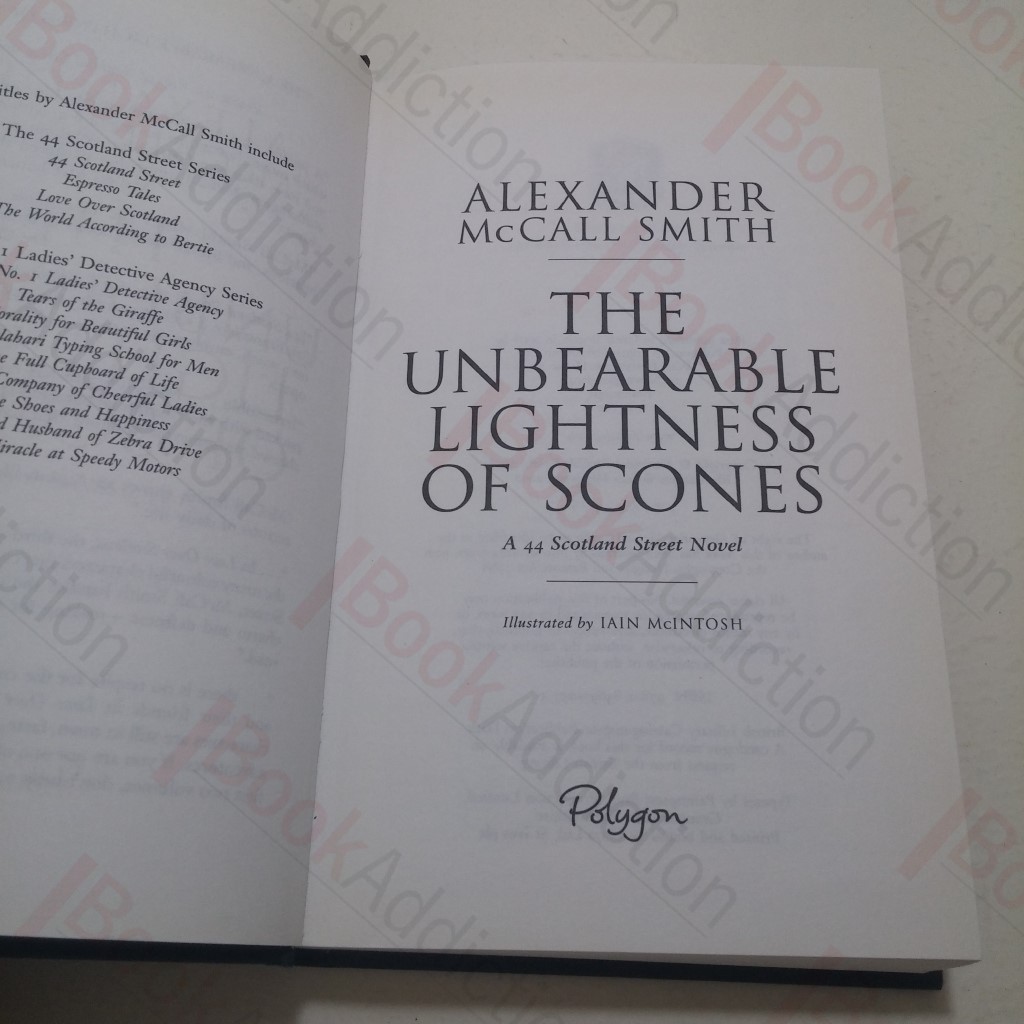 itles by Alexander McCall Smith include
The 44 Scotland Street Series
44 Scotland Street
Espresso Tales
Love Over Scotland
The World According to Bertie
1 Ladies' Detective Agency Series
No. 1 Ladies' Detective Agency
Tears of the Giraffe
orality for Beautiful Girls
lahari Typing School for Men
e Full Cupboard of Life
Company of Cheerful Ladies
e Shoes and Happiness
d Husband of Zebra Drive
iracle at Speedy Motors
ALEXANDER
McCALL SMITH
THE
UNBEARABLE
LIGHTNESS
OF SCONES
A 44 Scotland Street Novel
Illustrated by IAIN McINTOSH
Polygon
BookAddiction